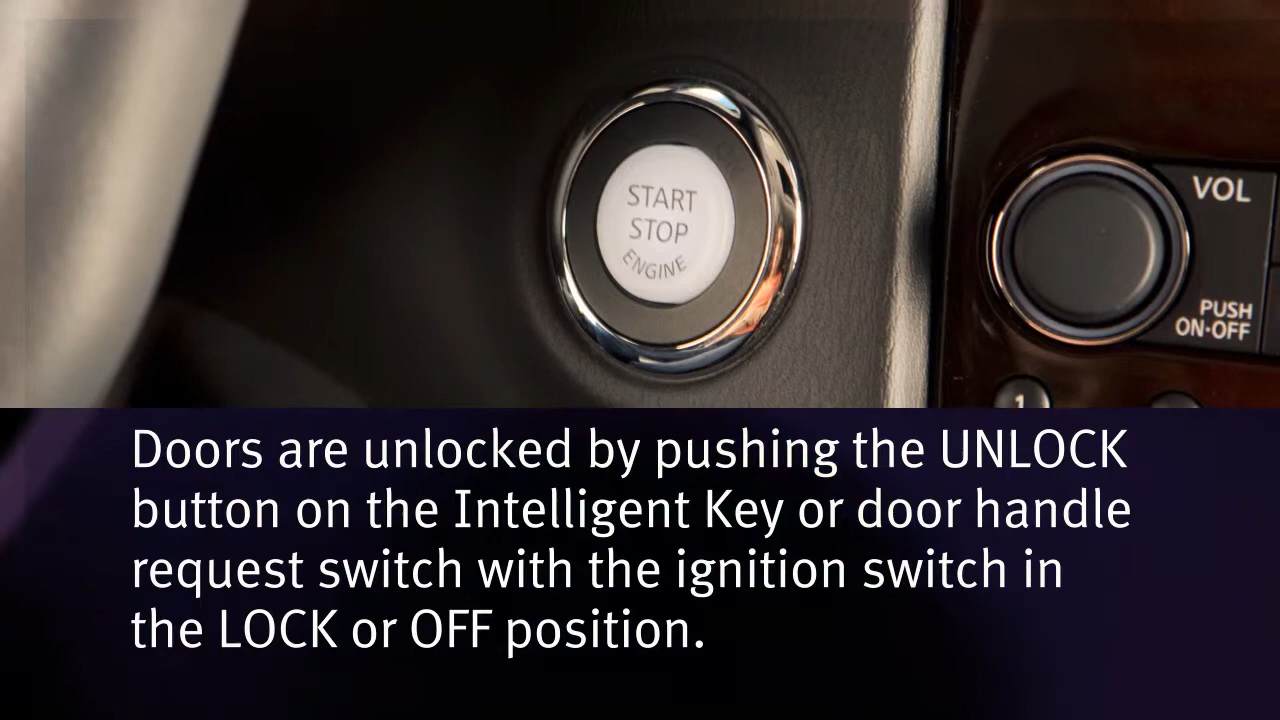 START
STOP
ENGINE
VOL
PUSH
ON·OFF
1
Doors are unlocked by pushing the UNLOCK
button on the Intelligent Key or door handle
request switch with the ignition switch in
the LOCK or OFF position.